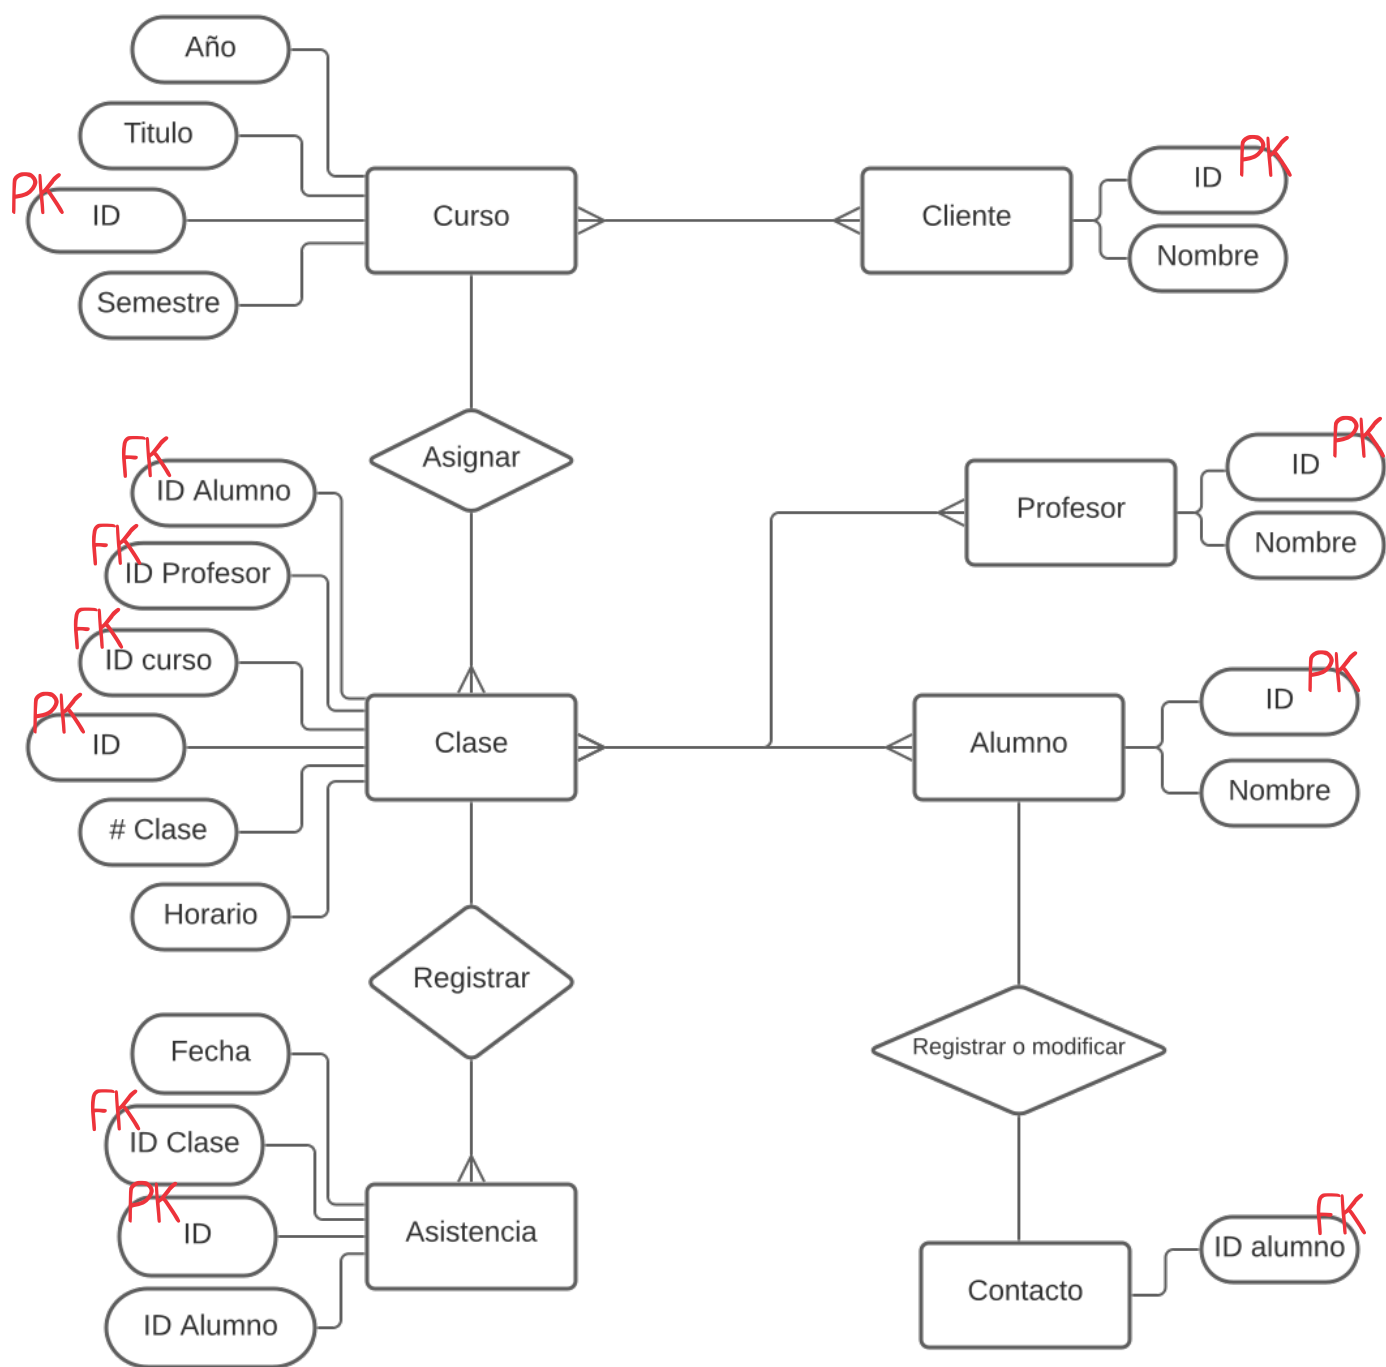 Año
Titulo
PK
ID
Semestre
Curso
Cliente
PK
ID
Nombre
Asignar
FK
ID Alumno
FK
ID Profesor
FK
ID curso
PK
ID
# Clase
Horario
Clase
Profesor
PK
ID
Nombre
Alumno
PK
ID
Nombre
Registrar
Registrar o modificar
Fecha
FK
ID Clase
PK
ID
ID Alumno
Asistencia
Contacto
FK
ID alumno